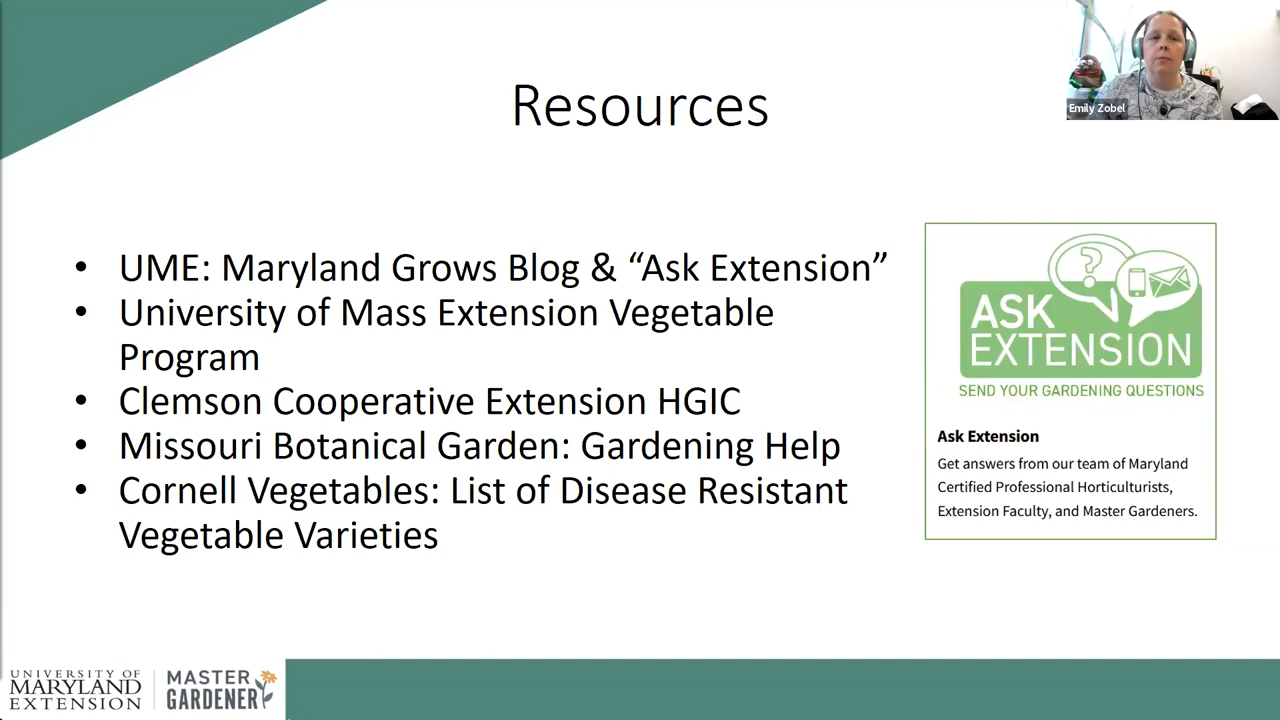 Resources
Emily Zobel
• UME: Maryland Grows Blog & “Ask Extension”
• University of Mass Extension Vegetable
Program
• Clemson Cooperative Extension HGIC
• Missouri Botanical Garden: Gardening Help
• Cornell Vegetables: List of Disease Resistant
Vegetable Varieties
?
ASK
EXTENSION
SEND YOUR GARDENING QUESTIONS
Ask Extension
Get answers from our team of Maryland
Certified Professional Horticulturists,
Extension Faculty, and Master Gardeners.
UNIVERSITY OF
MARYLAND
EXTENSION
MASTER
GARDENER